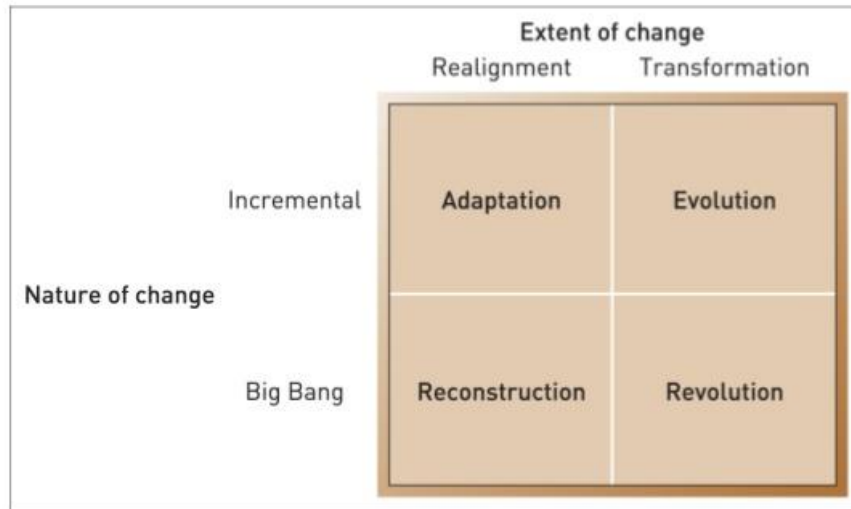 Extent of change
Realignment Transformation
Incremental Adaptation Evolution
Nature of change
Big Bang Reconstruction Revolution